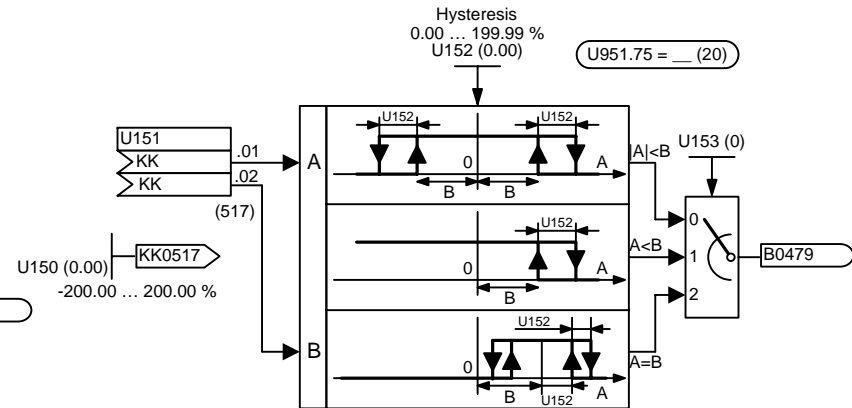 Hysteresis
0.00 … 199.99 %
U152 (0.00)
U951.75 = __ (20)
U151
KK
.01
KK
.02
(517)
U150 (0.00)
KK0517
-200.00 … 200.00 %
A
B
U152
U152
0
A
B
B
|A|<B
U152
0
A
B
A<B
U152
0
B
U152
A
A=B
U153 (0)
0
1
2
B0479